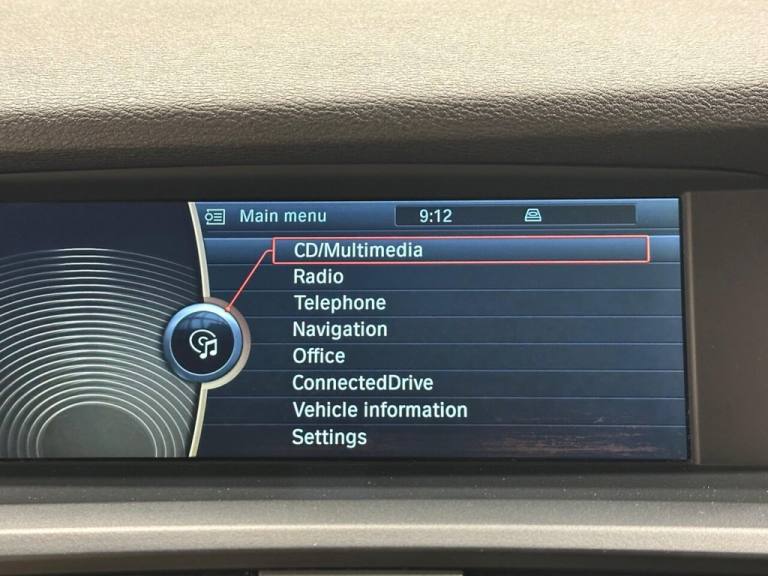 Main menu 9:12
CD/Multimedia
Radio
Telephone
Navigation
Office
ConnectedDrive
Vehicle information
Settings